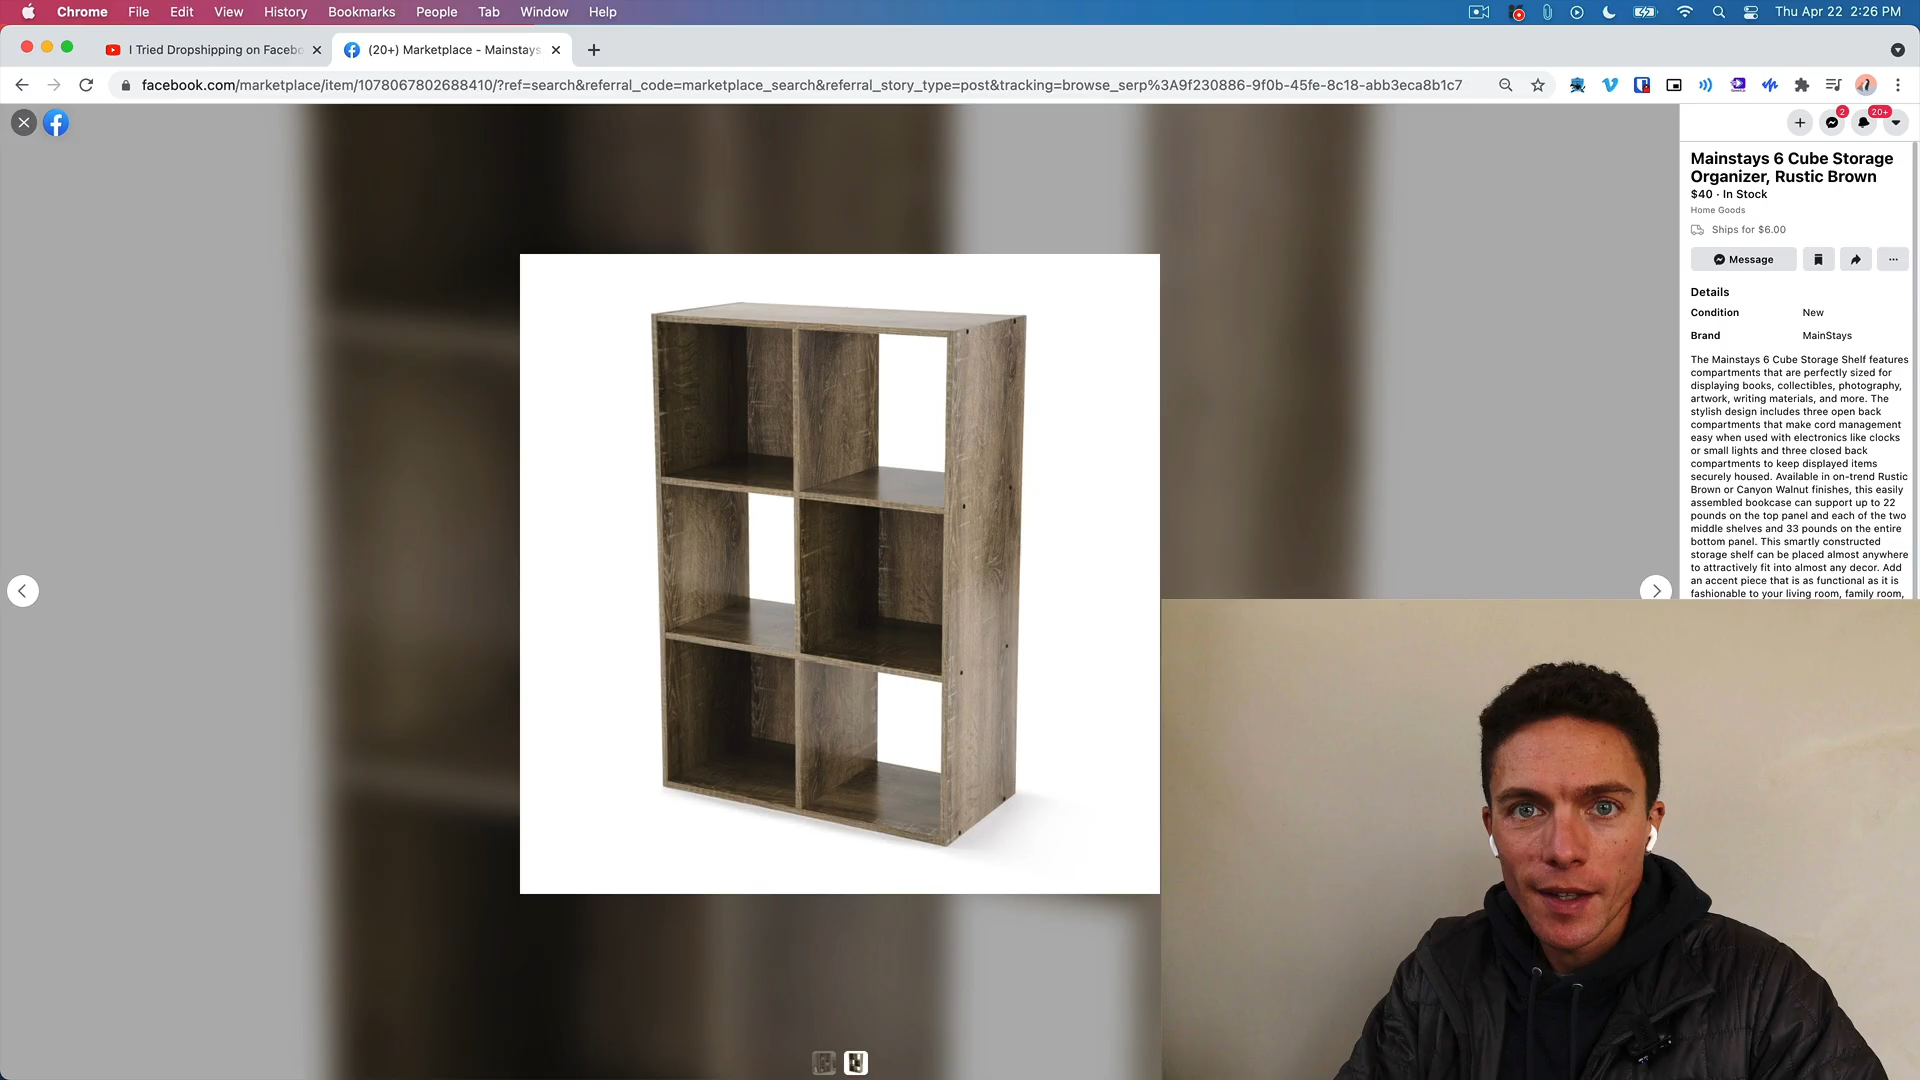 Chrome File Edit View History Bookmarks People Tab Window Help
Thu Apr 22 2:26 PM
I Tried Dropshipping on Facebo
(20+) Marketplace - Mainstays
facebook.com/marketplace/item/1078067802688410/?ref=search&referral_code=marketplace_search&referral_story_type=post&tracking=browse_serp%3A9f230886-9f0b-45fe-8c18-abb3eca8b1c7
2
20+
Mainstays 6 Cube Storage
Organizer, Rustic Brown
$40 · In Stock
Home Goods
Ships for $6.00
Message
Details
Condition New
Brand MainStays
The Mainstays 6 Cube Storage Shelf features
compartments that are perfectly sized for
displaying books, collectibles, photography,
artwork, writing materials, and more. The
stylish design includes three open back
compartments that make cord management
easy when used with electronics like clocks
or small lights and three closed back
compartments to keep displayed items
securely housed. Available in on-trend Rustic
Brown or Canyon Walnut finishes, this easily
assembled bookcase can support up to 22
pounds on the top panel and each of the two
middle shelves and 33 pounds on the entire
bottom panel. This smartly constructed
storage shelf can be placed almost anywhere
to attractively fit into almost any decor. Add
an accent piece that is as functional as it is
fashionable to your living room, family room,